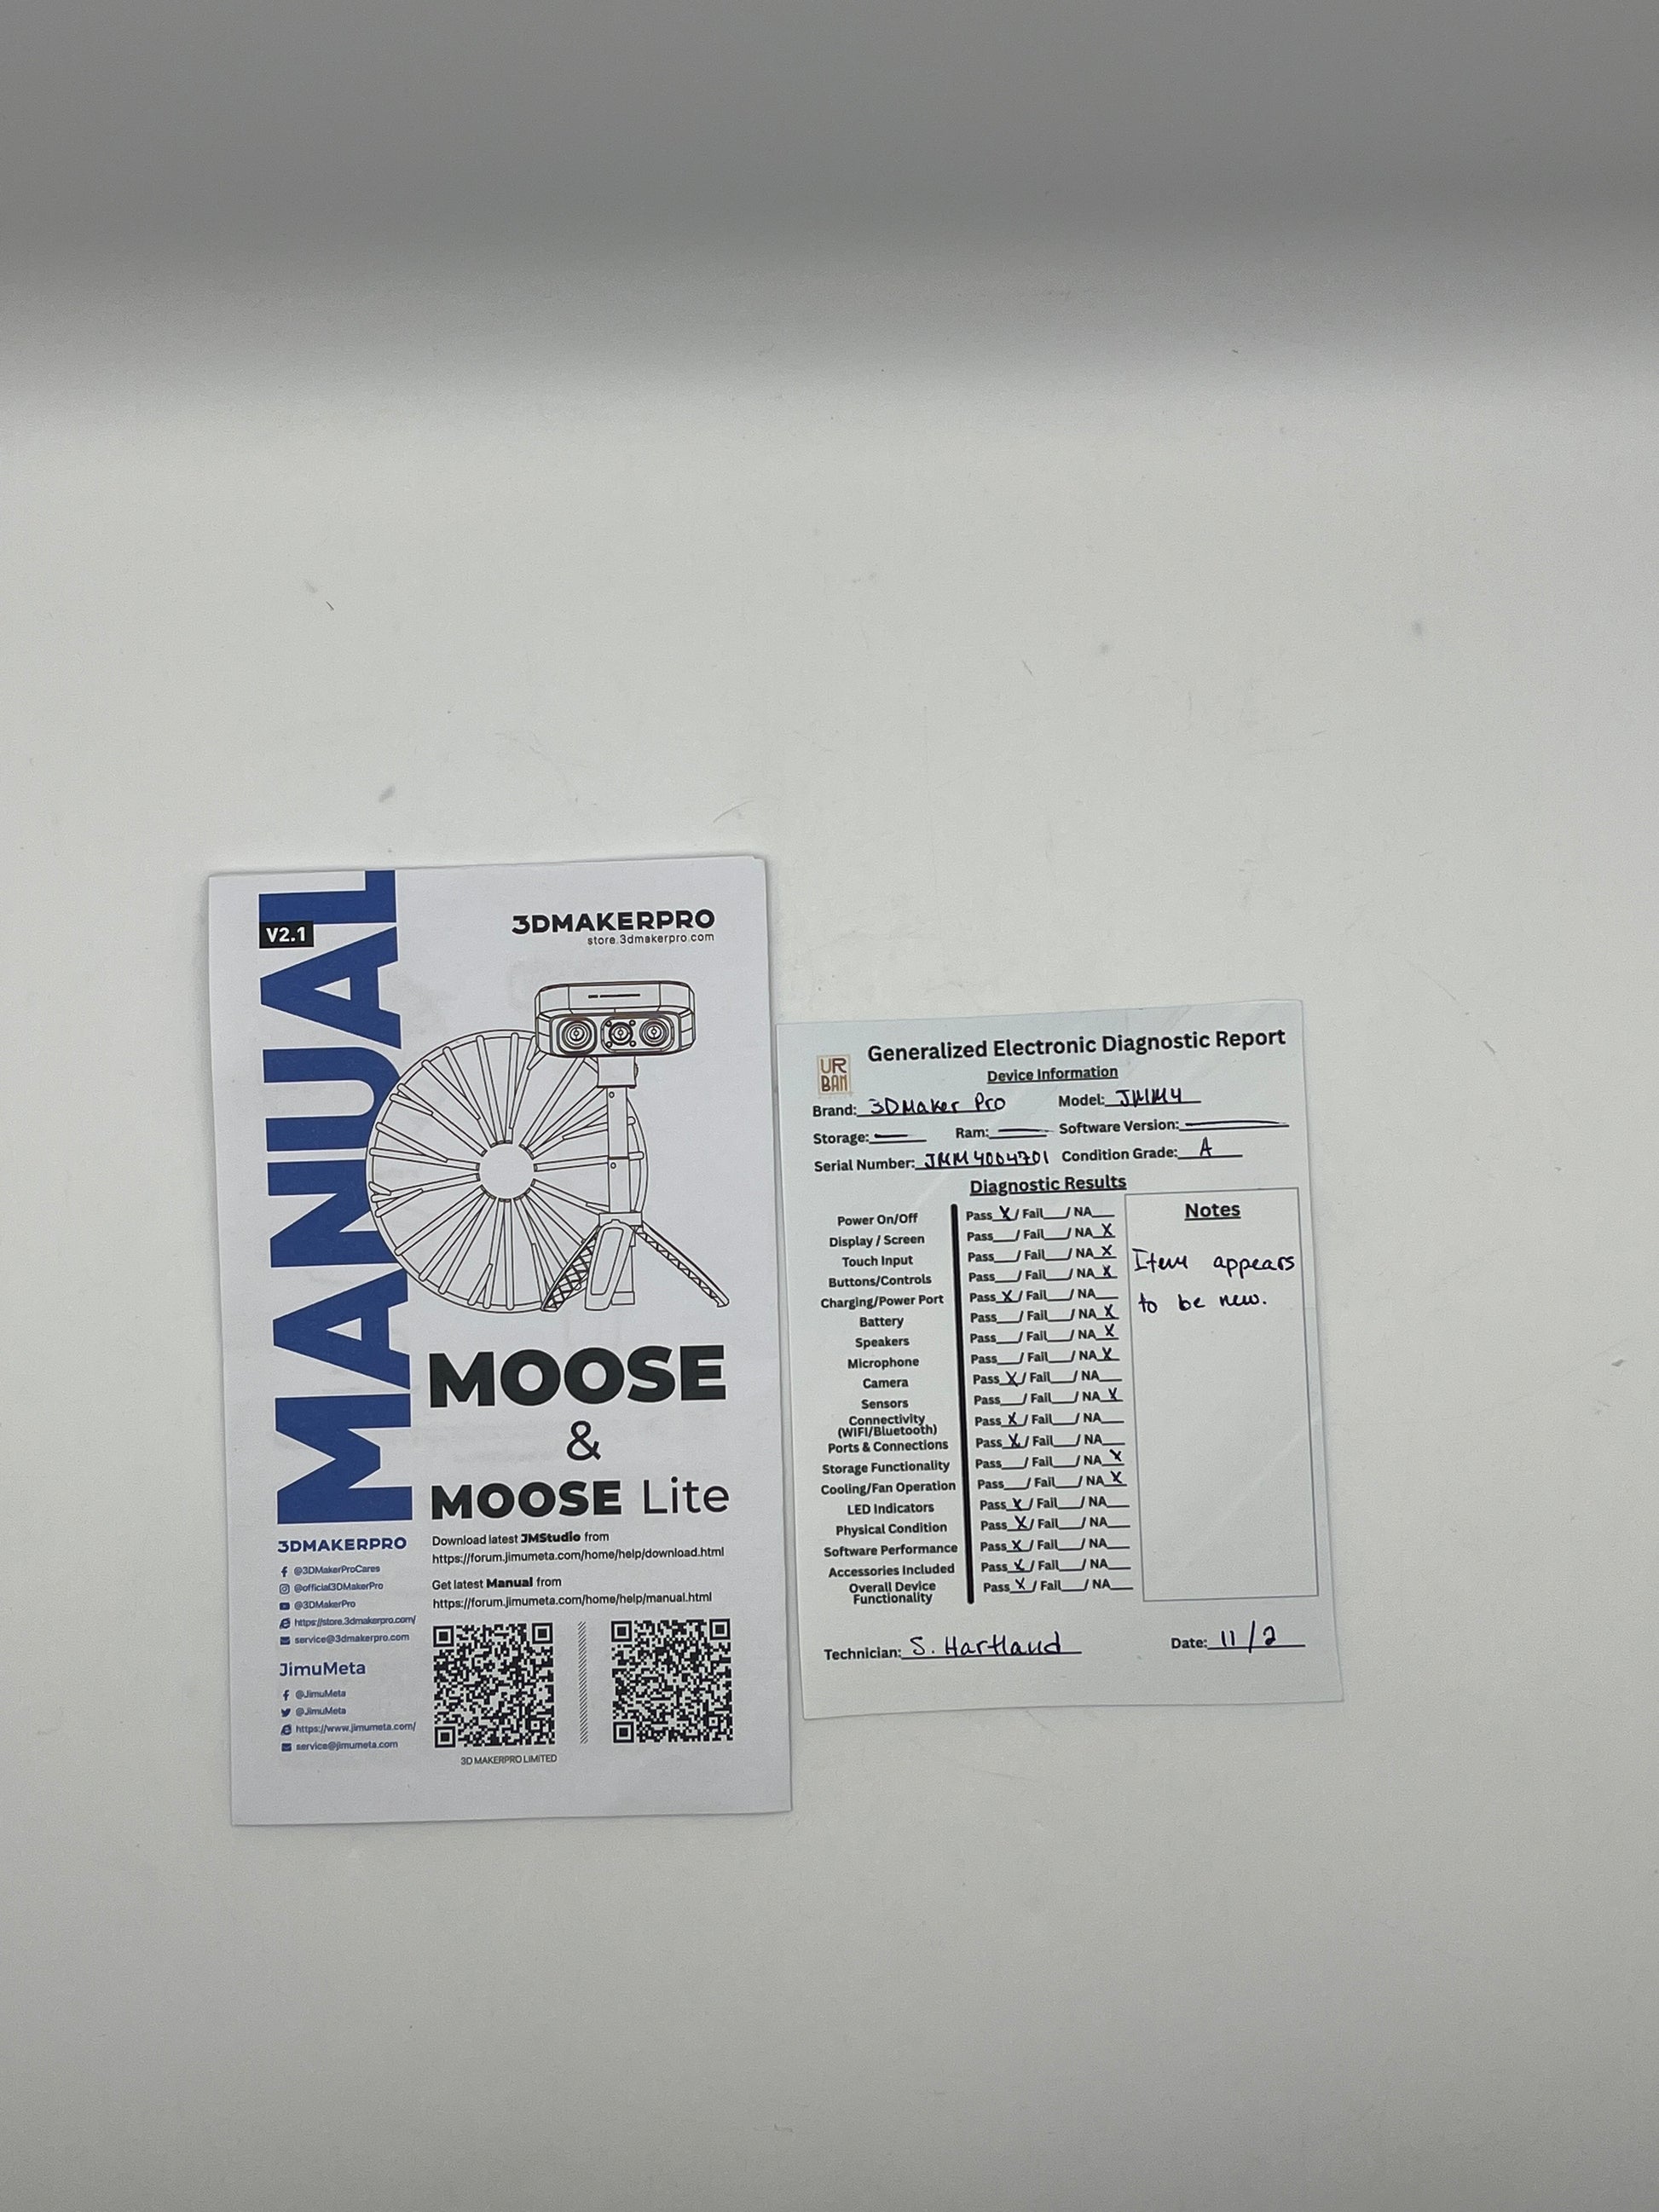 MANUAL
V2.1
3DMAKERPRO
store.3dmakerpro.com
MOOSE
&
MOOSE Lite
3DMAKERPRO
@3DMakerProCares
@official3DMakerPro
@3DMakerPro
https://store.3dmakerpro.com/
service@3dmakerpro.com
JimuMeta
@JimuMeta
@JimuMeta
https://www.jimumeta.com/
service@jimumeta.com
Download latest JMStudio from
https://forum.jimumeta.com/home/help/download.html
Get latest Manual from
https://forum.jimumeta.com/home/help/manual.html
3D MAKERPRO LIMITED
URBAN
Generalized Electronic Diagnostic Report
Device Information
Brand: 3DMaker Pro Model: JMM4
Storage: Ram: Software Version:
Serial Number: JMM4004701 Condition Grade: A
Diagnostic Results
Power On/Off Pass X / Fail / NA
Display / Screen Pass / Fail / NA X
Touch Input Pass / Fail / NA X
Buttons/Controls Pass / Fail / NA X
Charging/Power Port Pass X / Fail / NA
Battery Pass / Fail / NA X
Speakers Pass / Fail / NA X
Microphone Pass / Fail / NA X
Camera Pass X / Fail / NA
Sensors Pass / Fail / NA X
Connectivity (WIFI/Bluetooth) Pass X / Fail / NA
Ports & Connections Pass X / Fail / NA
Storage Functionality Pass / Fail / NA X
Cooling/Fan Operation Pass / Fail / NA X
LED Indicators Pass X / Fail / NA
Physical Condition Pass X / Fail / NA
Software Performance Pass X / Fail / NA
Accessories Included Pass X / Fail / NA
Overall Device Functionality Pass X / Fail / NA
Notes
Item appears
to be new.
Technician: S. Hartland Date: 11/2